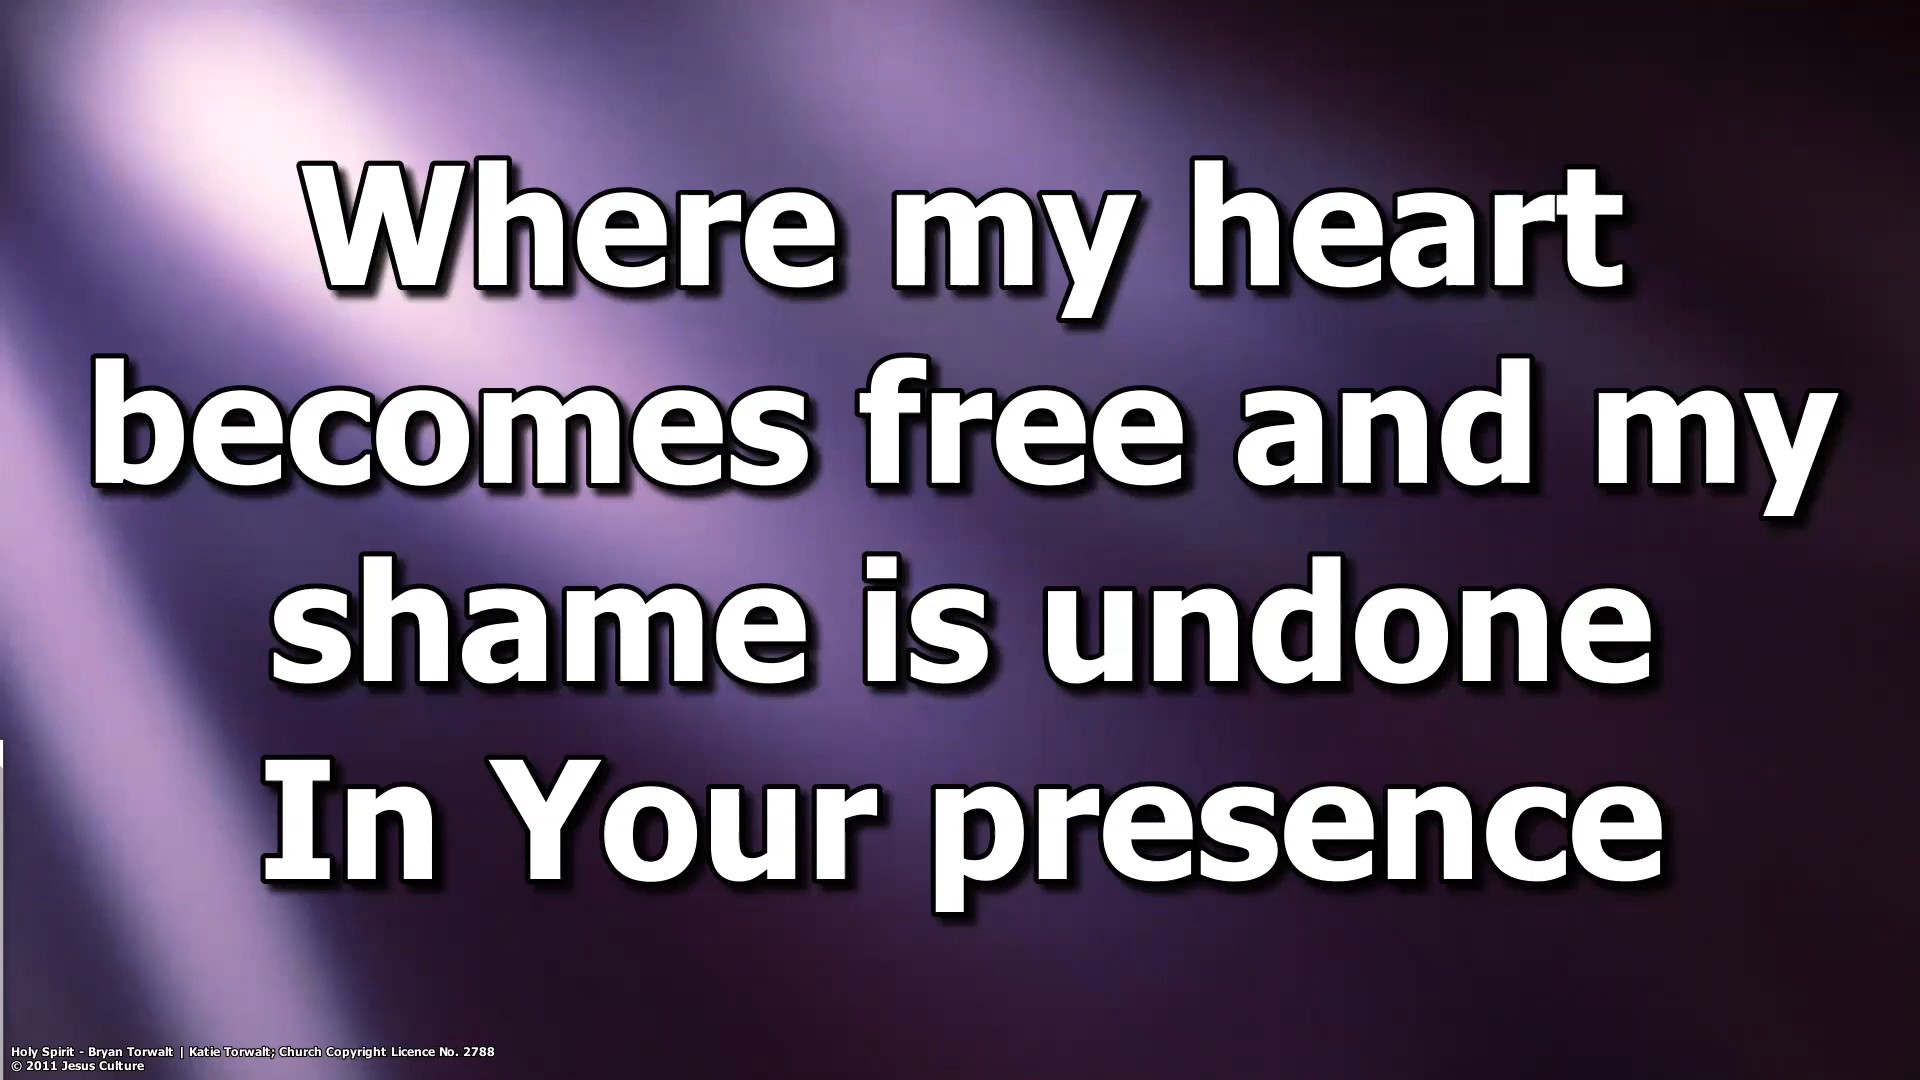 Where my heart
becomes free and my
shame is undone
In Your presence
Holy Spirit - Bryan Torwalt | Katie Torwalt; Church Copyright Licence No. 2788
© 2011 Jesus Culture